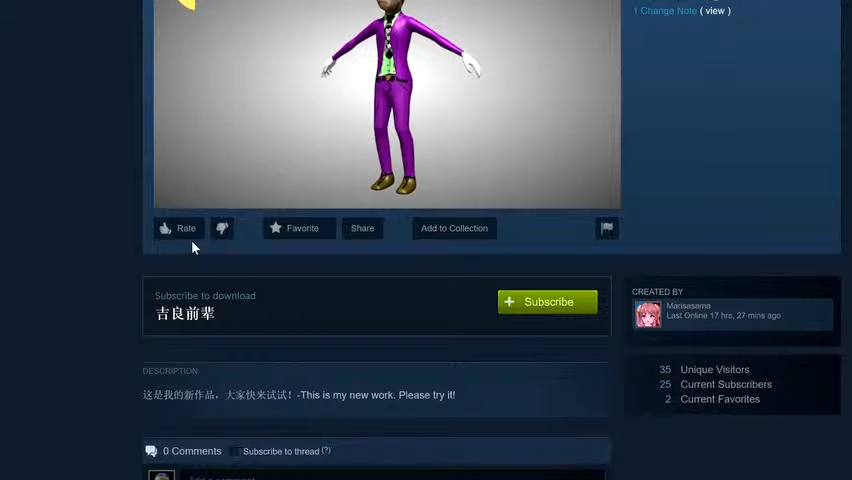 1 Change Note ( view )
Rate
Favorite
Share
Add to Collection
Subscribe to download
吉良前辈
Subscribe
CREATED BY
Marisasama
Last Online 17 hrs, 27 mins ago
35 Unique Visitors
25 Current Subscribers
2 Current Favorites
DESCRIPTION:
这是我的新作品，大家快来试试！-This is my new work. Please try it!
0 Comments
Subscribe to thread (?)
Add a comment